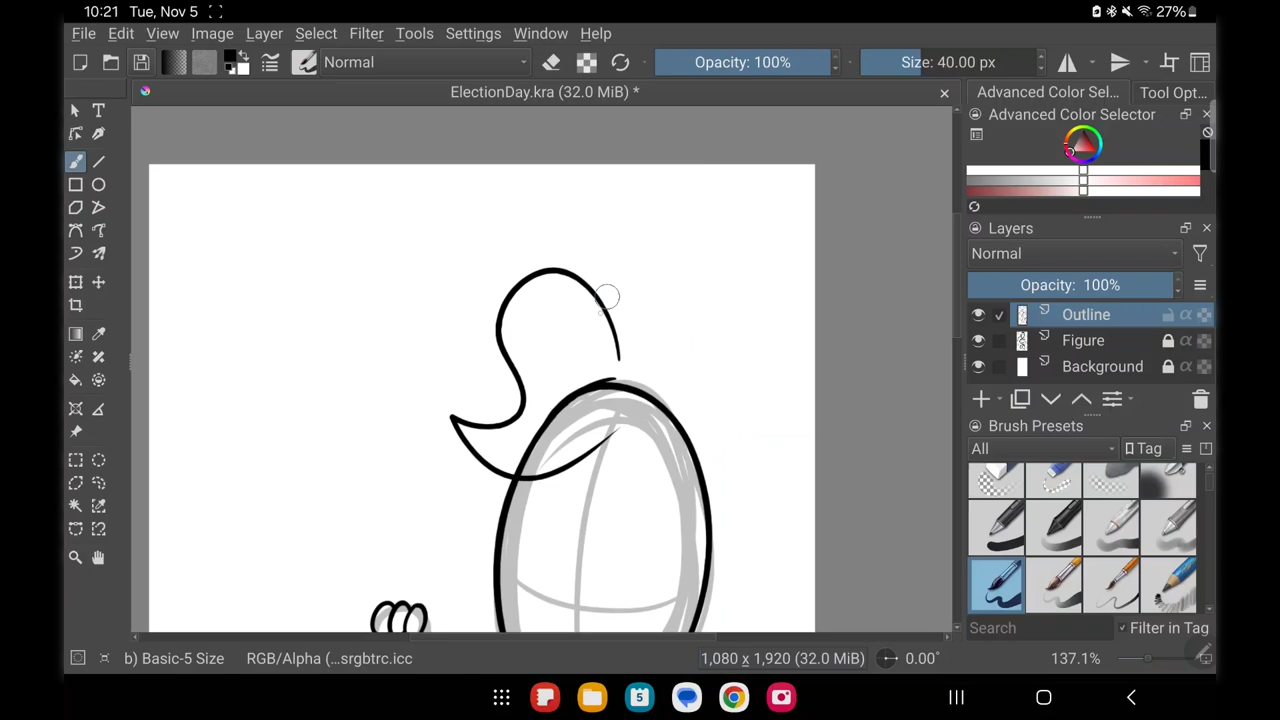 10:21 Tue, Nov 5 27%
File Edit View Image Layer Select Filter Tools Settings Window Help
Normal Opacity: 100% Size: 40.00 px
ElectionDay.kra (32.0 MiB) *
Advanced Color Sel... Tool Opt...
Advanced Color Selector
Layers
Normal
Opacity: 100%
Outline
Figure
Background
Brush Presets
All Tag
Search Filter in Tag
b) Basic-5 Size RGB/Alpha (...srgbtrc.icc 1,080 x 1,920 (32.0 MiB) 0.00° 137.1%
5